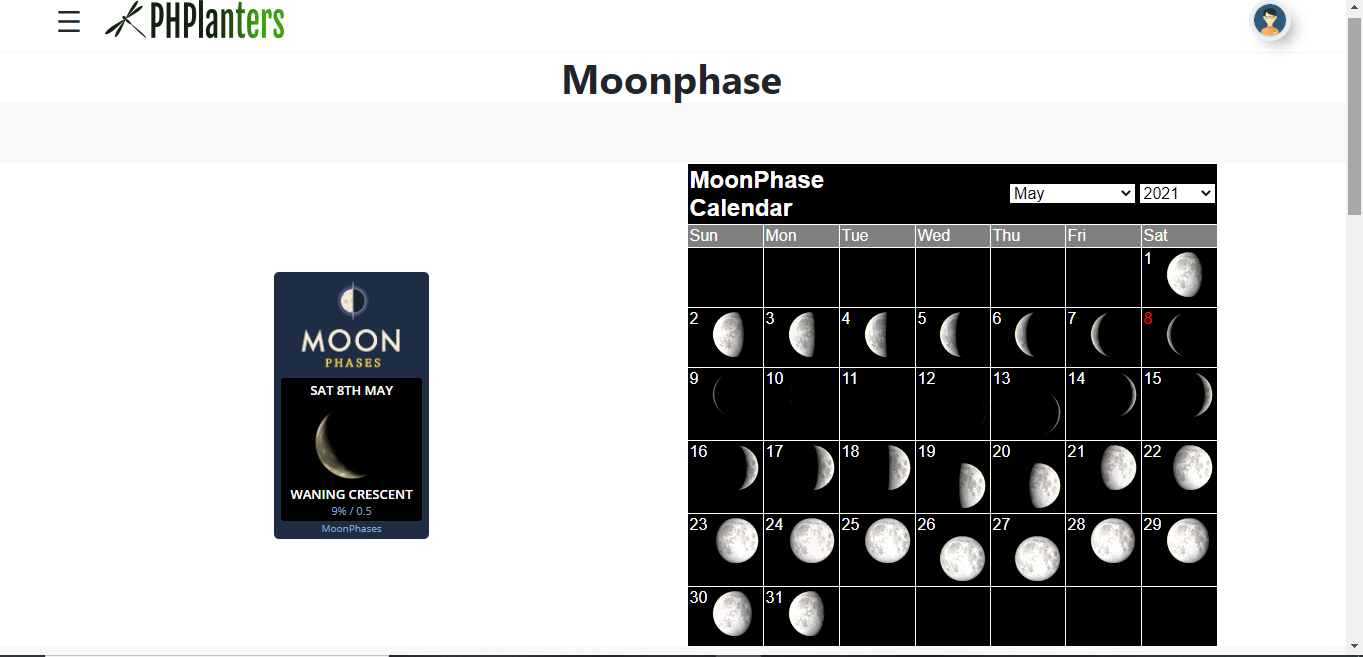 ☰ PHPlanters
Moonphase
MOON
PHASES
SAT 8TH MAY
WANING CRESCENT
9% / 0.5
MoonPhases
MoonPhase
Calendar
May 2021
Sun Mon Tue Wed Thu Fri Sat
1
2 3 4 5 6 7 8
9 10 11 12 13 14 15
16 17 18 19 20 21 22
23 24 25 26 27 28 29
30 31